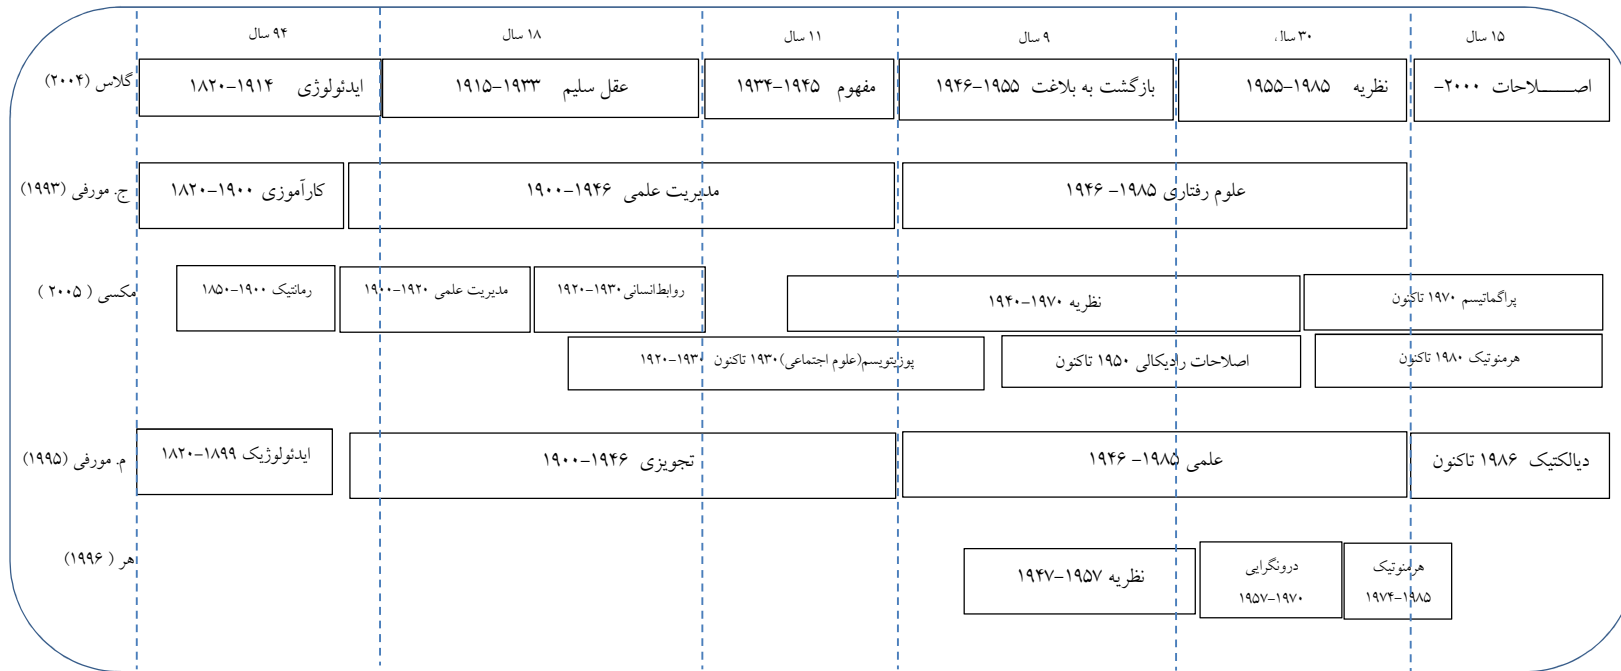 ۹۴ سال
۱۸ سال
۱۱ سال
۹ سال
۳۰ سال
۱۵ سال
گلاس (۲۰۰۴)
ایدئولوژی ۱۹۱۴-۱۸۲۰
عقل سلیم ۱۹۳۳-۱۹۱۵
مفهوم ۱۹۴۵-۱۹۳۴
بازگشت به بلاغت ۱۹۵۵-۱۹۴۶
نظریه ۱۹۸۵-۱۹۵۵
اصـــــلاحات ۲۰۰۰-
ج. مورفی (۱۹۹۳)
کارآموزی ۱۹۰۰-۱۸۲۰
مدیریت علمی ۱۹۴۶-۱۹۰۰
علوم رفتاری ۱۹۸۵- ۱۹۴۶
مکسی ( ۲۰۰۵ )
رمانتیک ۱۹۰۰-۱۸۵۰
مدیریت علمی ۱۹۲۰-۱۹۰۰
روابط‌انسانی۱۹۳۰-۱۹۲۰
نظریه ۱۹۷۰-۱۹۴۰
پراگماتیسم ۱۹۷۰ تاکنون
پوزیتویسم(علوم اجتماعی)۱۹۳۰ تاکنون ۱۹۳۰-۱۹۲۰
اصلاحات رادیکالی ۱۹۵۰ تاکنون
هرمنوتیک ۱۹۸۰ تاکنون
م. مورفی (۱۹۹۵)
ایدئولوژیک ۱۸۹۹-۱۸۲۰
تجویزی ۱۹۴۶-۱۹۰۰
علمی ۱۹۸۵- ۱۹۴۶
دیالکتیک ۱۹۸۶ تاکنون
هر ( ۱۹۹۶)
نظریه ۱۹۵۷-۱۹۴۷
درونگرایی
۱۹۷۰-۱۹۵۷
هرمنوتیک
۱۹۸۵-۱۹۷۴